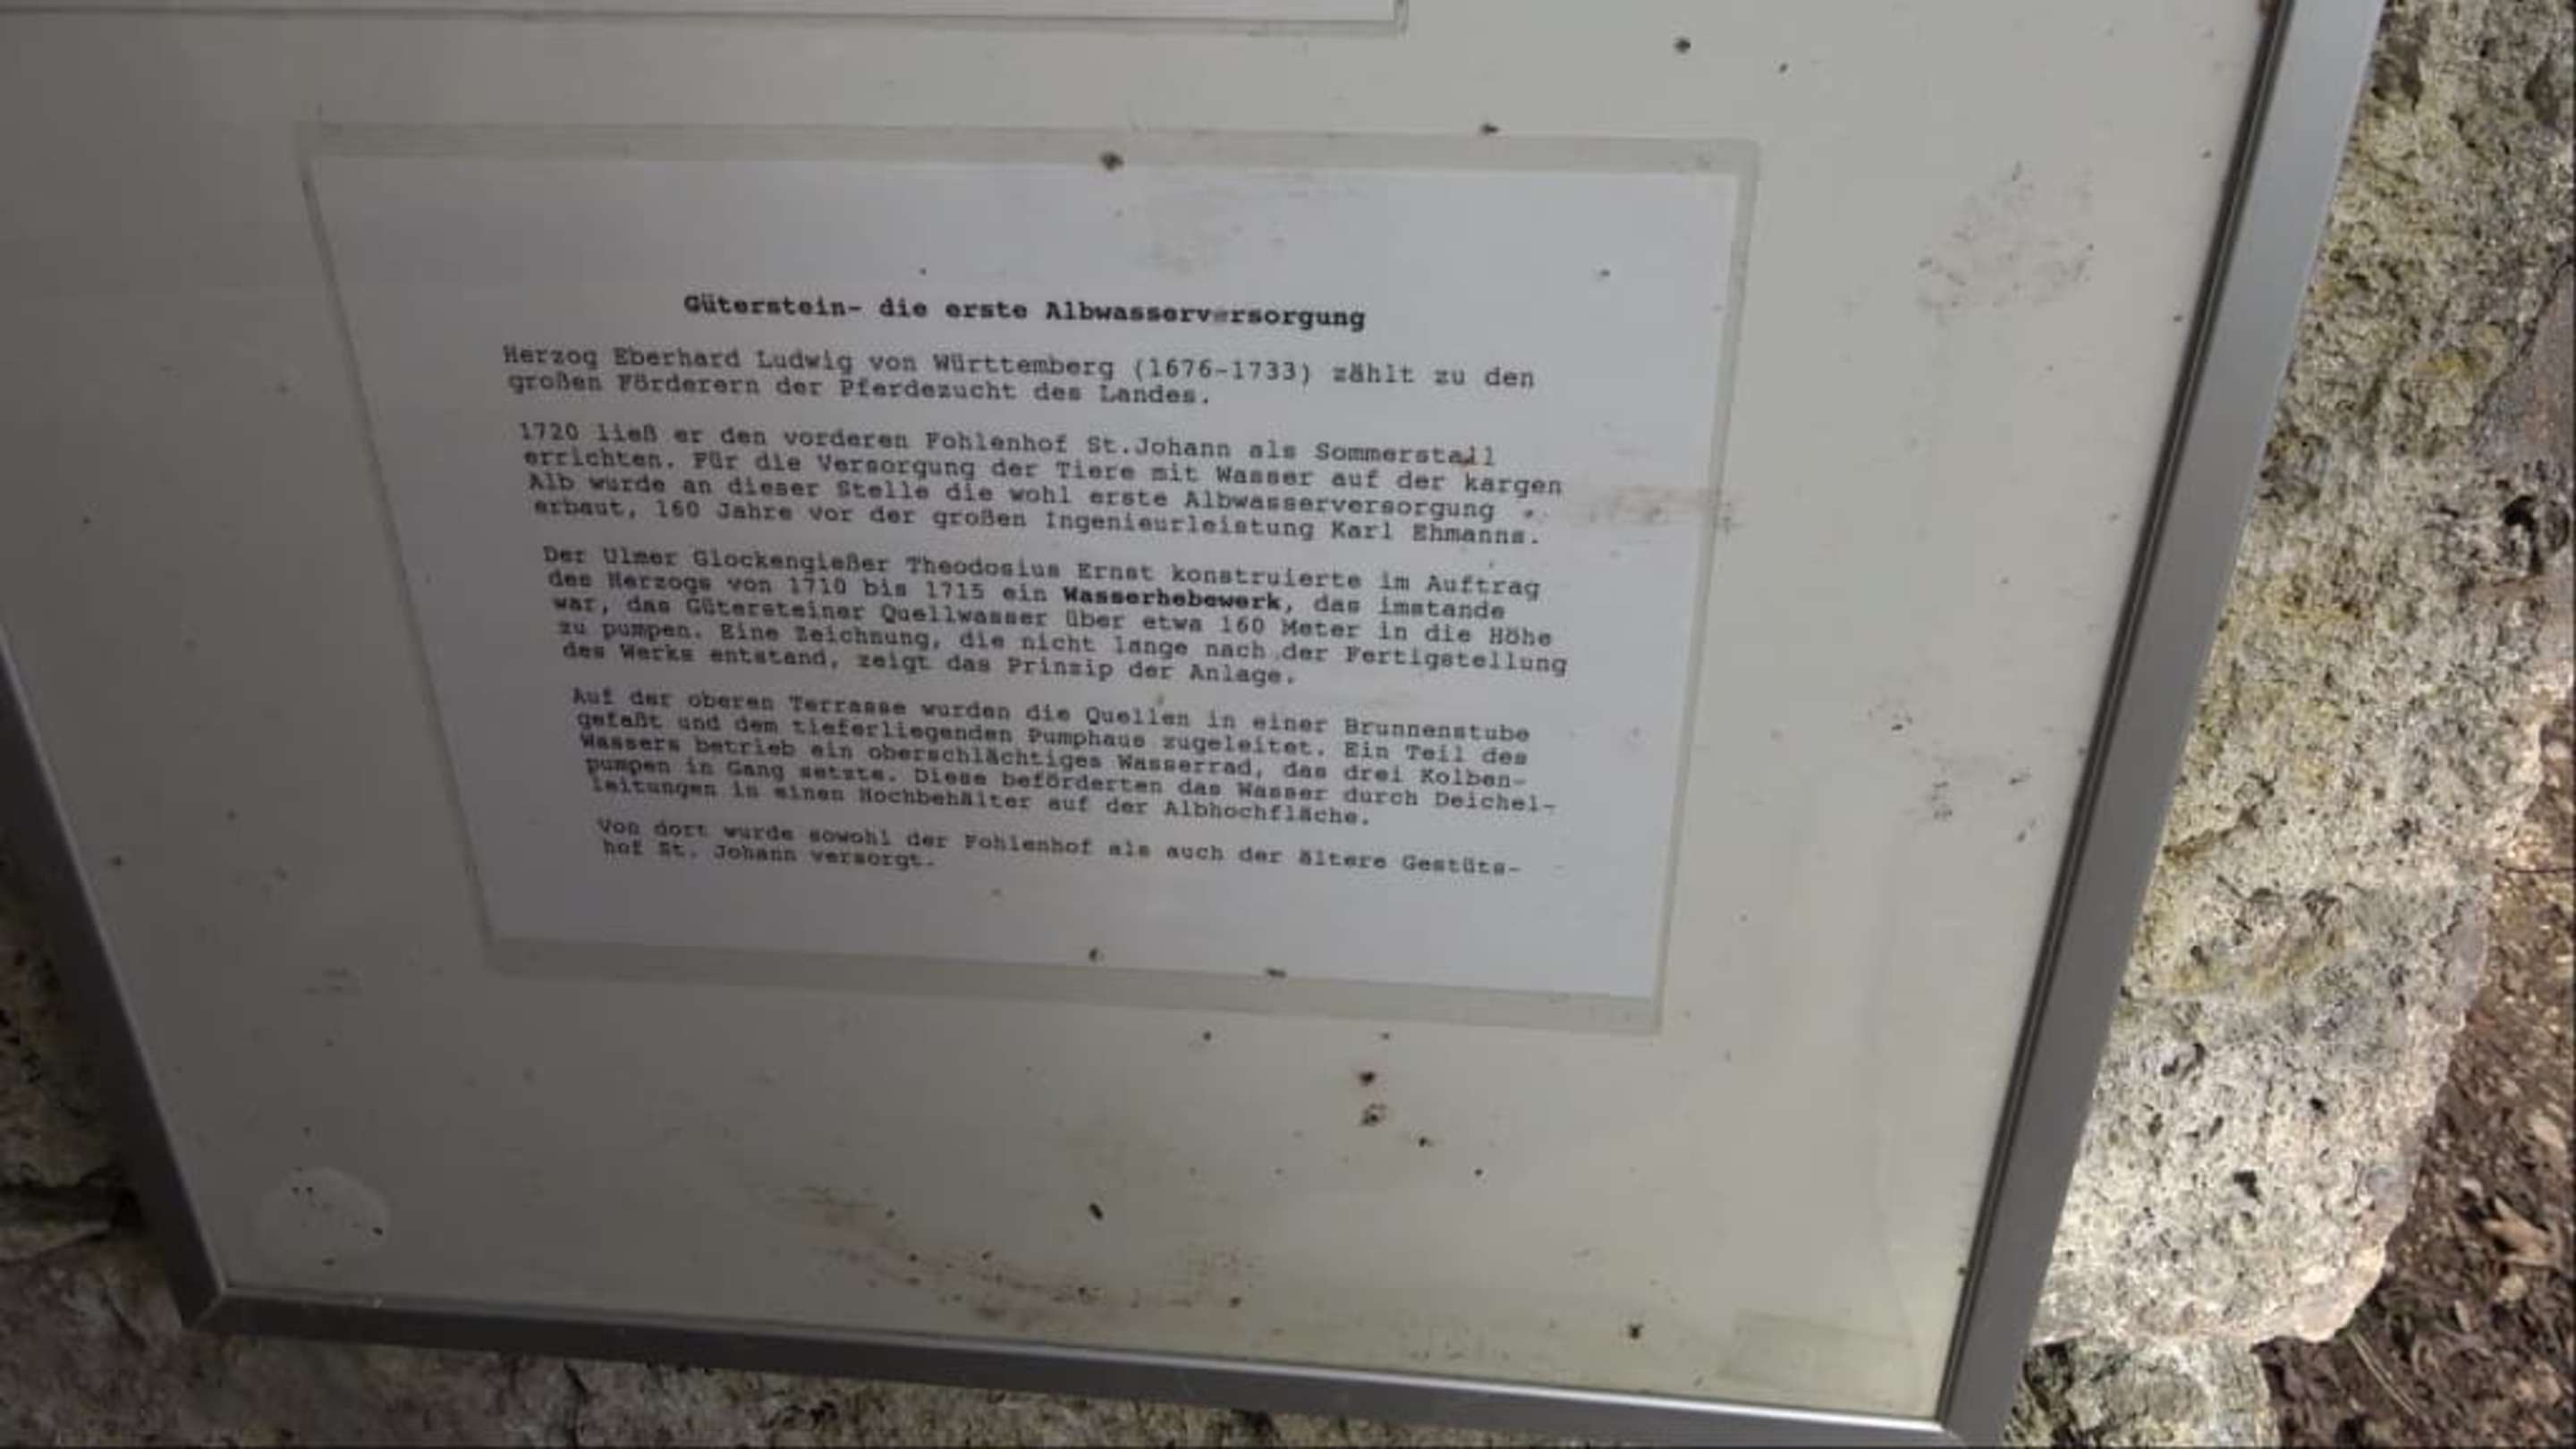 Güterstein- die erste Albwasserversorgung
Herzog Eberhard Ludwig von Württemberg (1676-1733) zählt zu den
großen Förderern der Pferdezucht des Landes.
1720 ließ er den vorderen Fohlenhof St.Johann als Sommerstall
errichten. Für die Versorgung der Tiere mit Wasser auf der kargen
Alb wurde an dieser Stelle die wohl erste Albwasserversorgung
erbaut, 160 Jahre vor der großen Ingenieurleistung Karl Ehmanns.
Der Ulmer Glockengießer Theodosius Ernst konstruierte im Auftrag
des Herzogs von 1710 bis 1715 ein Wasserhebewerk, das imstande
war, das Gütersteiner Quellwasser über etwa 160 Meter in die Höhe
zu pumpen. Eine Zeichnung, die nicht lange nach der Fertigstellung
des Werks entstand, zeigt das Prinzip der Anlage.
Auf der oberen Terrasse wurden die Quellen in einer Brunnenstube
gefaßt und dem tieferliegenden Pumphaus zugeleitet. Ein Teil des
Wassers betrieb ein oberschlächtiges Wasserrad, das drei Kolben-
pumpen in Gang setzte. Diese beförderten das Wasser durch Deichel-
leitungen in einen Hochbehälter auf der Albhochfläche.
Von dort wurde sowohl der Fohlenhof als auch der ältere Gestüts-
hof St. Johann versorgt.